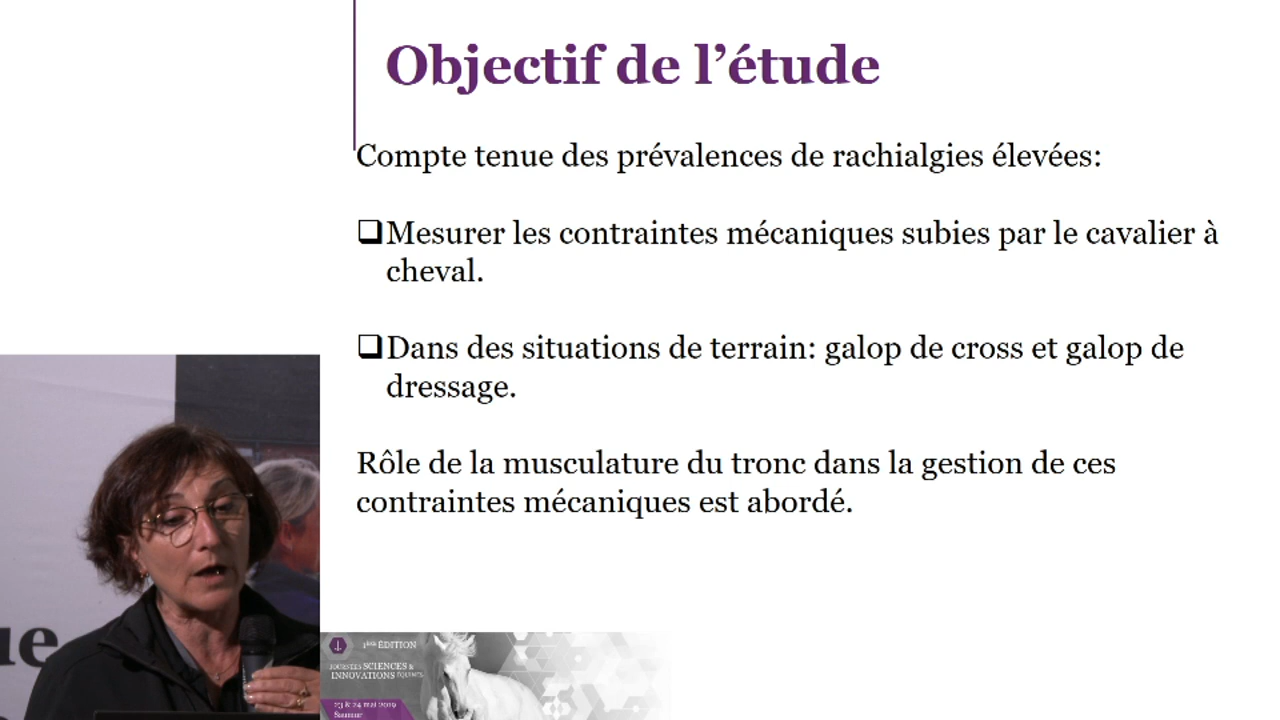 Objectif de l’étude
Compte tenue des prévalences de rachialgies élevées:
❑Mesurer les contraintes mécaniques subies par le cavalier à
cheval.
❑Dans des situations de terrain: galop de cross et galop de
dressage.
Rôle de la musculature du tronc dans la gestion de ces
contraintes mécaniques est abordé.
ue
ÉDITION
JOURNÉES SCIENCES &
INNOVATIONS ÉQUINES
23 & 24 mai 2019
Saumur